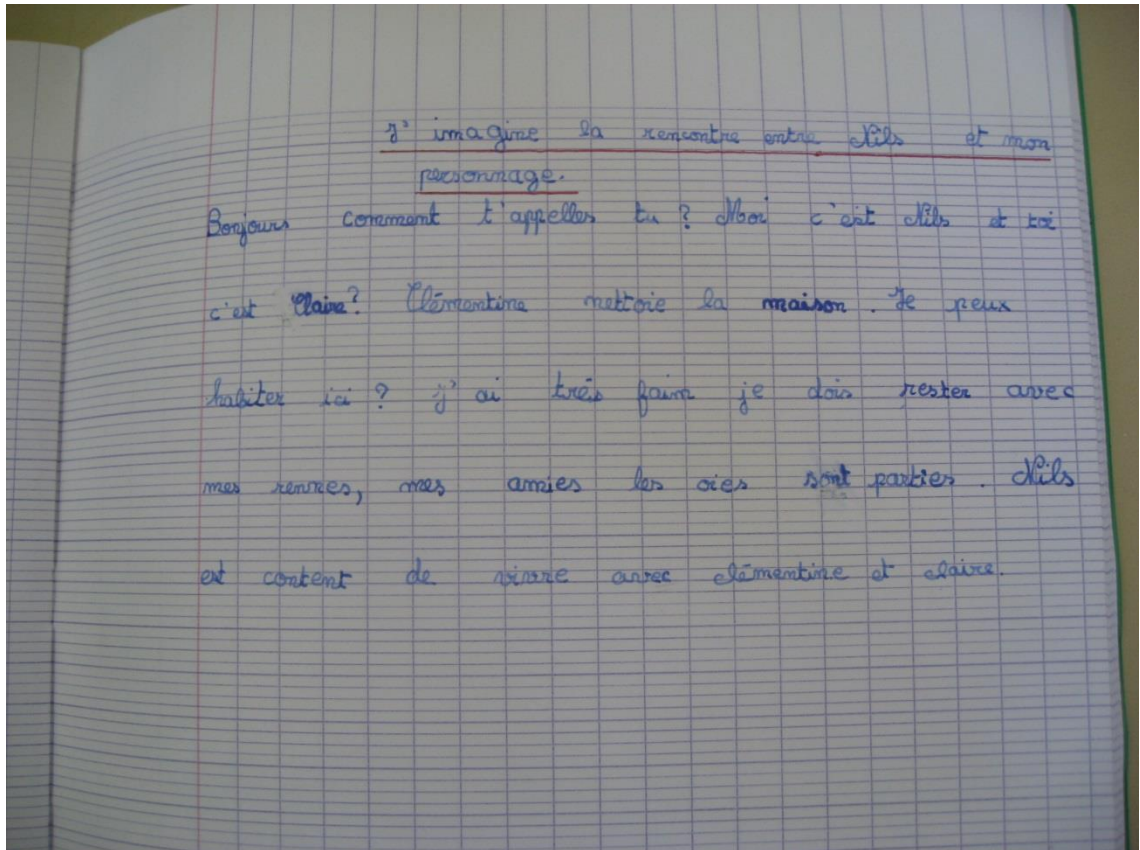 J' imagine la rencontre entre Nils et mon
personnage.
Bonjours comment t'appelles tu ? Moi c'est Nils et toi
c'est Claire ? Clémentine nettoie la maison . Je peux
habiter ici ? j' ai très faim je dois rester avec
mes rennes, mes amies les oies sont parties . Nils
est content de vivre avec clémentine et claire.